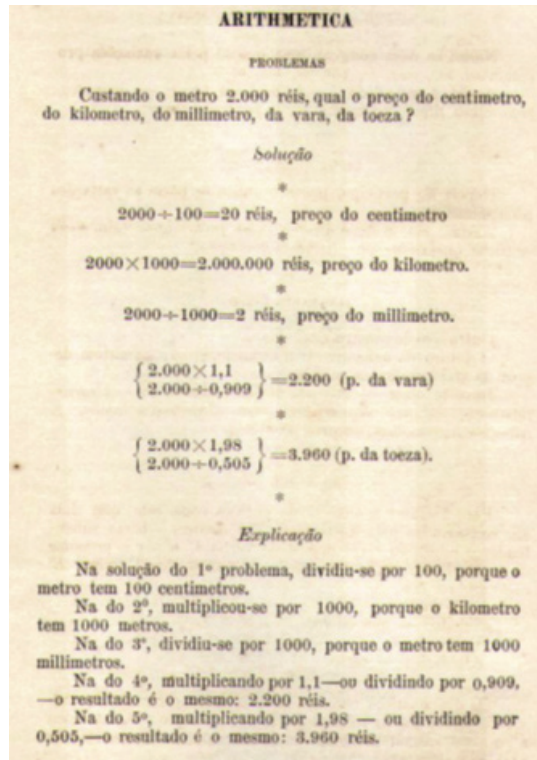 ARITHMETICA
PROBLEMAS
Custando o metro 2.000 réis, qual o preço do centimetro,
do kilometro, do millimetro, da vara, da toeza?
Solução
*
2000÷100=20 réis, preço do centimetro
*
2000×1000=2.000.000 réis, preço do kilometro.
*
2000÷1000=2 réis, preço do millimetro.
*
{ 2.000×1,1
{ 2.000÷0,909 } =2.200 (p. da vara)
*
{ 2.000×1,98
{ 2.000÷0,505 } =3.960 (p. da toeza).
*
Explicação
Na solução do 1º problema, dividiu-se por 100, porque o
metro tem 100 centimetros.
Na do 2º, multiplicou-se por 1000, porque o kilometro
tem 1000 metros.
Na do 3º, dividiu-se por 1000, porque o metro tem 1000
millimetros.
Na do 4º, multiplicando por 1,1—ou dividindo por 0,909,
—o resultado é o mesmo: 2.200 réis.
Na do 5º, multiplicando por 1,98 — ou dividindo por
0,505,—o resultado é o mesmo: 3.960 réis.